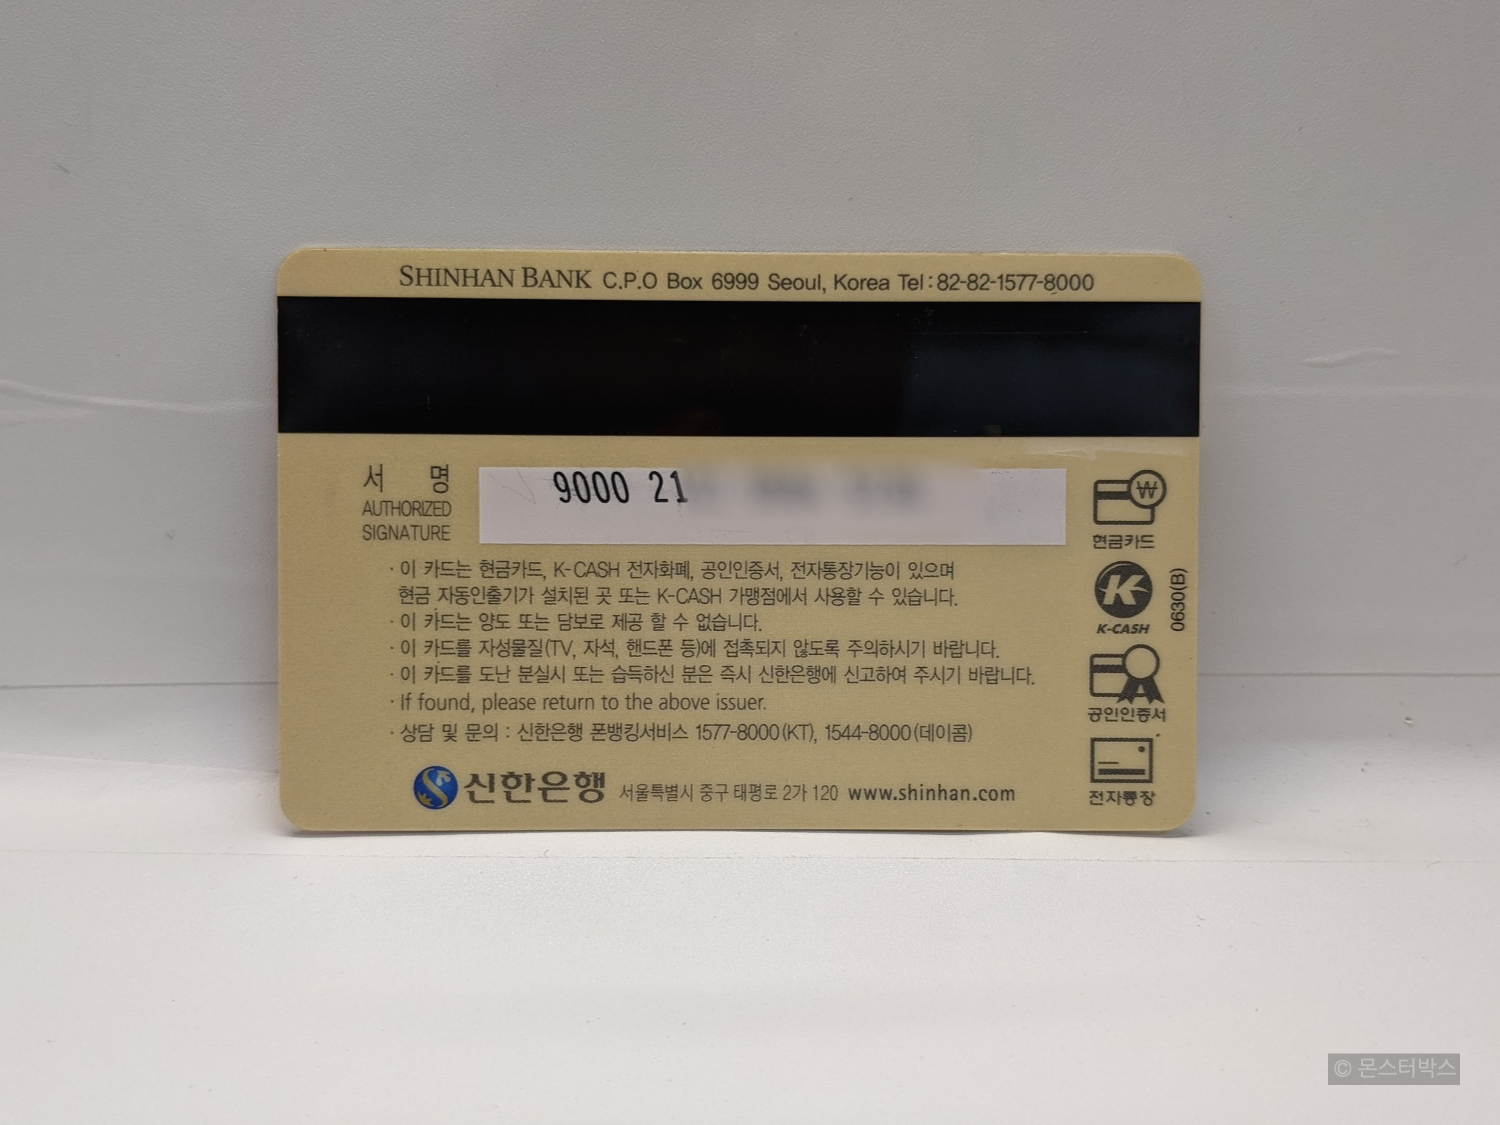 SHINHAN BANK C.P.O Box 6999 Seoul, Korea Tel : 82-82-1577-8000
서 명
AUTHORIZED
SIGNATURE
9000 21
· 이 카드는 현금카드, K-CASH 전자화폐, 공인인증서, 전자통장기능이 있으며
현금 자동인출기가 설치된 곳 또는 K-CASH 가맹점에서 사용할 수 있습니다.
· 이 카드는 양도 또는 담보로 제공 할 수 없습니다.
· 이 카드를 자성물질(TV, 자석, 핸드폰 등)에 접촉되지 않도록 주의하시기 바랍니다.
· 이 카드를 도난 분실시 또는 습득하신 분은 즉시 신한은행에 신고하여 주시기 바랍니다.
· If found, please return to the above issuer.
· 상담 및 문의 : 신한은행 폰뱅킹서비스 1577-8000(KT), 1544-8000(데이콤)
신한은행 서울특별시 중구 태평로 2가 120 www.shinhan.com
현금카드
K-CASH
0630(B)
공인인증서
전자통장
© 몬스터박스